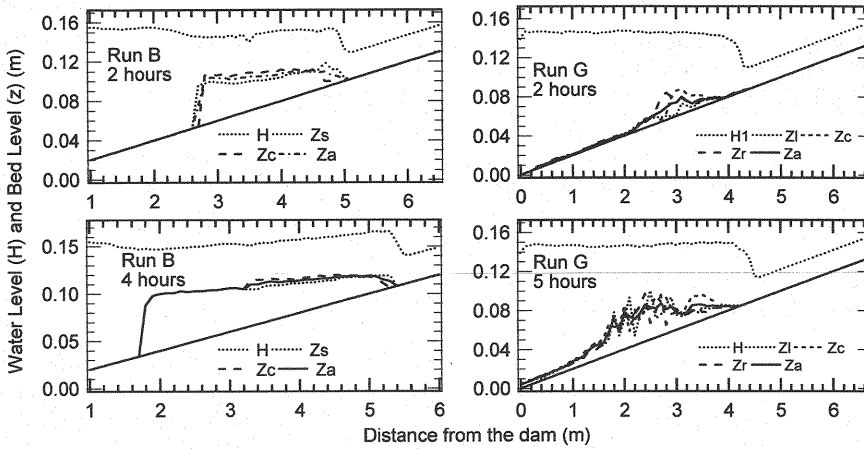 Water Level (H) and Bed Level (z) (m)
0.16
0.12
0.08
0.04
0.00
Run B
2 hours
H Zs
Zc Za
1 2 3 4 5 6
0.16
0.12
0.08
0.04
0.00
Run G
2 hours
H1 Zl Zc
Zr Za
0 1 2 3 4 5 6
0.15
0.10
0.05
0.00
Run B
4 hours
H Zs
Zc Za
1 2 3 4 5 6
0.16
0.12
0.08
0.04
0.00
Run G
5 hours
H Zl Zc
Zr Za
0 1 2 3 4 5 6
Distance from the dam (m)